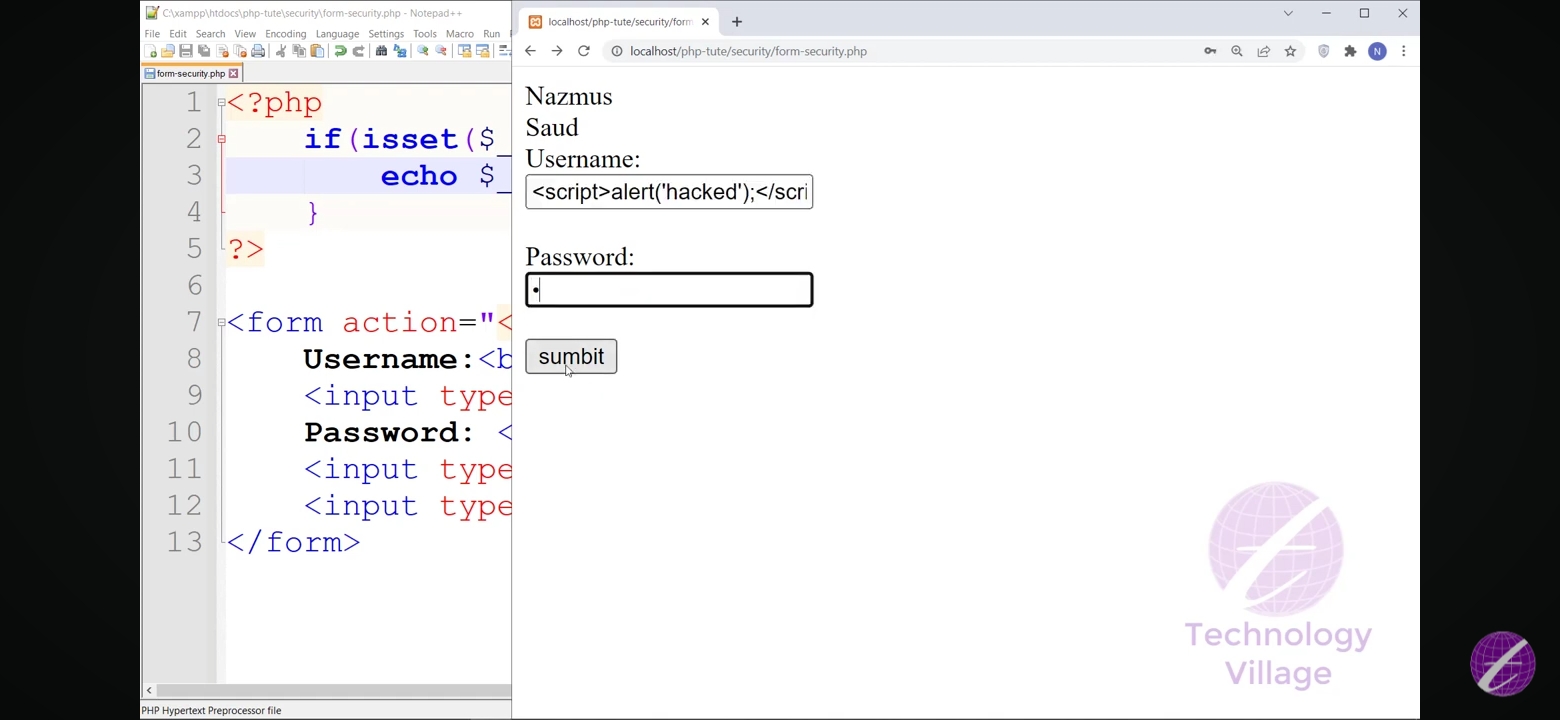 C:\xampp\htdocs\php-tute\security\form-security.php - Notepad++
File Edit Search View Encoding Language Settings Tools Macro Run
form-security.php
1 <?php
2 if(isset($_
3 echo $_
4 }
5 ?>
6
7 <form action="<
8 Username:<b
9 <input type
10 Password: <
11 <input type
12 <input type
13 </form>
PHP Hypertext Preprocessor file
localhost/php-tute/security/form
localhost/php-tute/security/form-security.php
N
Nazmus
Saud
Username:
<script>alert('hacked');</scri
Password:
sumbit
Technology
Village